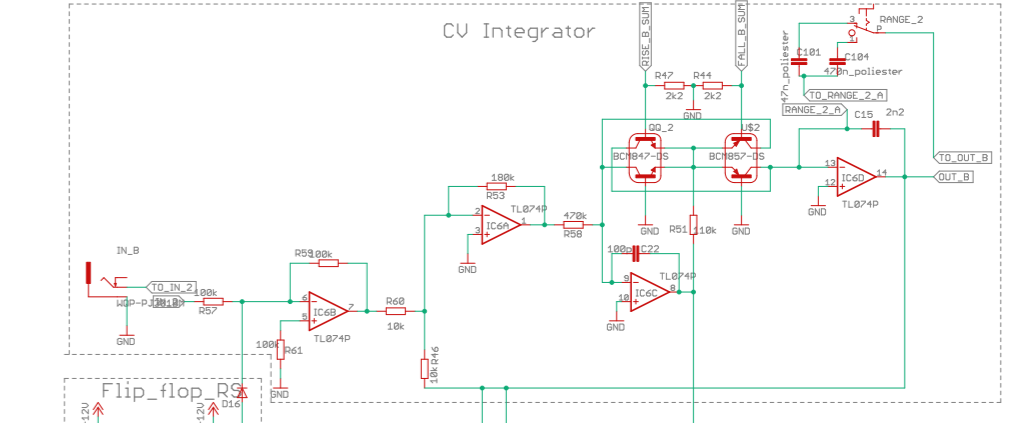 CV Integrator
RISE_B_SUM
FALL_B_SUM
RANGE_2
3
P
1
C101
47n_poliester
C104
470n_poliester
TO_RANGE_2_A
RANGE_2_A
C15
2n2
R47
2k2
R44
2k2
GND
QQ_2
BCM847-DS
U$2
BCM857-DS
13
12
IC6D
14
TL074P
GND
TO_OUT_B
OUT_B
180k
R53
2
3
IC6A
1
TL074P
GND
470k
R58
GND
R51
110k
GND
100p
C22
TL074P
9
10
IC6C
8
GND
IN_B
TO_IN_2
100k
R57
GND
R59
100k
6
5
IC6B
7
TL074P
R60
10k
100k
R61
GND
R46
10k
Flip_flop_RS
D16
+12V
-12V